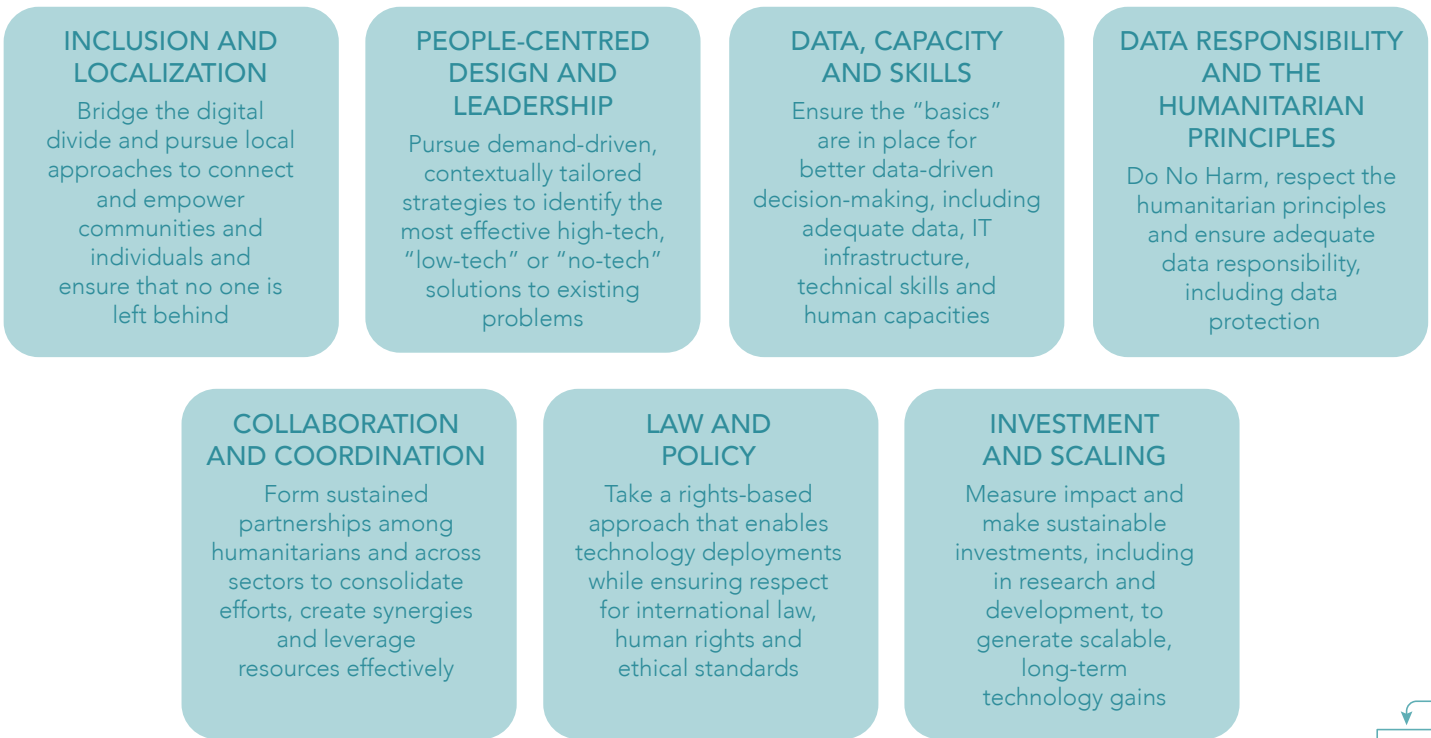 INCLUSION AND
LOCALIZATION
Bridge the digital
divide and pursue local
approaches to connect
and empower
communities and
individuals and
ensure that no one is
left behind
PEOPLE-CENTRED
DESIGN AND
LEADERSHIP
Pursue demand-driven,
contextually tailored
strategies to identify the
most effective high-tech,
“low-tech” or “no-tech”
solutions to existing
problems
DATA, CAPACITY
AND SKILLS
Ensure the “basics”
are in place for
better data-driven
decision-making, including
adequate data, IT
infrastructure,
technical skills and
human capacities
DATA RESPONSIBILITY
AND THE
HUMANITARIAN
PRINCIPLES
Do No Harm, respect the
humanitarian principles
and ensure adequate
data responsibility,
including data
protection
COLLABORATION
AND COORDINATION
Form sustained
partnerships among
humanitarians and across
sectors to consolidate
efforts, create synergies
and leverage
resources effectively
LAW AND
POLICY
Take a rights-based
approach that enables
technology deployments
while ensuring respect
for international law,
human rights and
ethical standards
INVESTMENT
AND SCALING
Measure impact and
make sustainable
investments, including
in research and
development, to
generate scalable,
long-term
technology gains